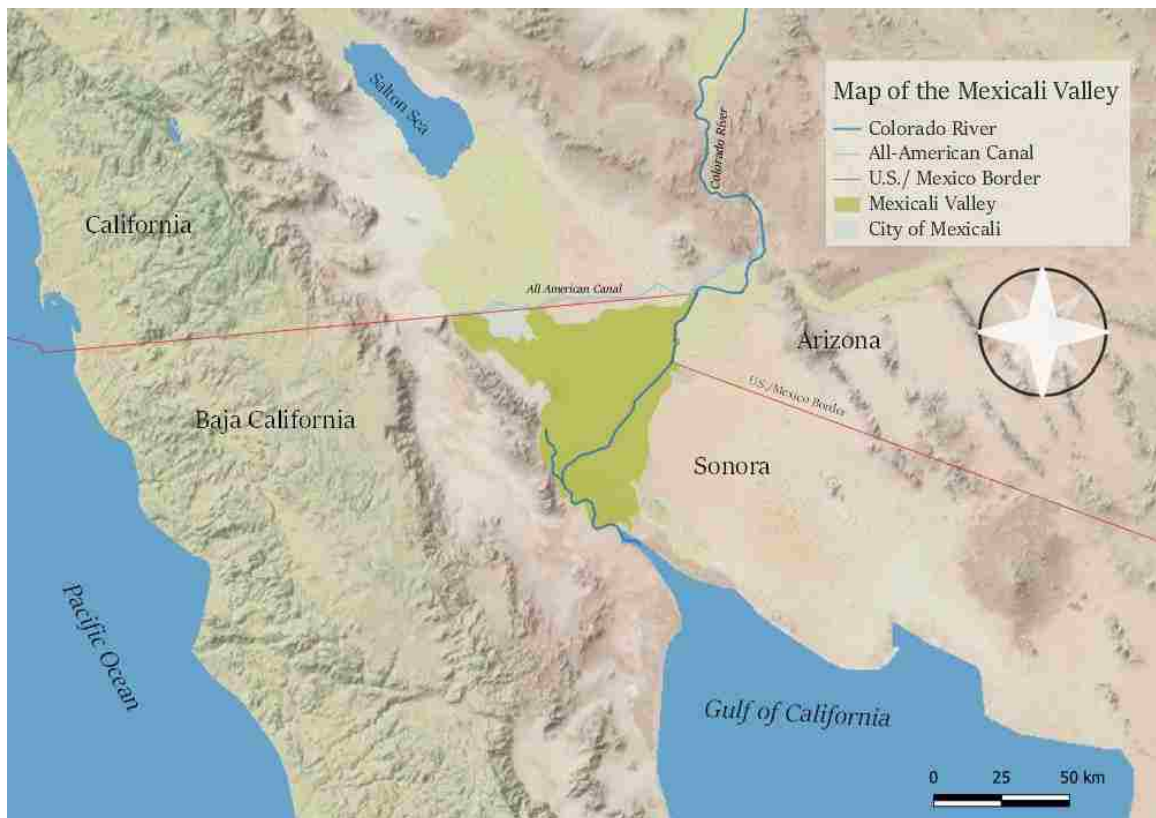 Salton Sea
Colorado River
Map of the Mexicali Valley
Colorado River
All-American Canal
U.S./ Mexico Border
Mexicali Valley
City of Mexicali
California
All American Canal
Arizona
U.S./Mexico Border
Baja California
Sonora
Pacific Ocean
Gulf of California
0 25 50 km